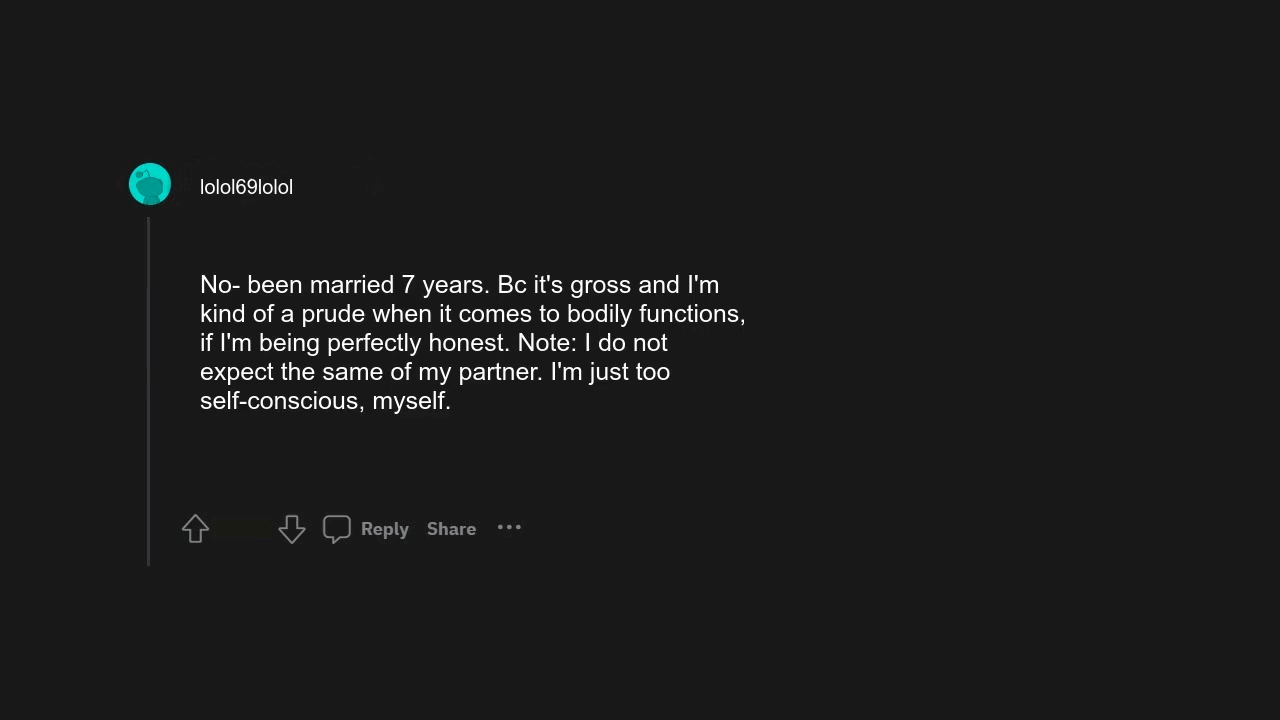 lolol69lolol
No- been married 7 years. Bc it's gross and I'm
kind of a prude when it comes to bodily functions,
if I'm being perfectly honest. Note: I do not
expect the same of my partner. I'm just too
self-conscious, myself.
Reply Share